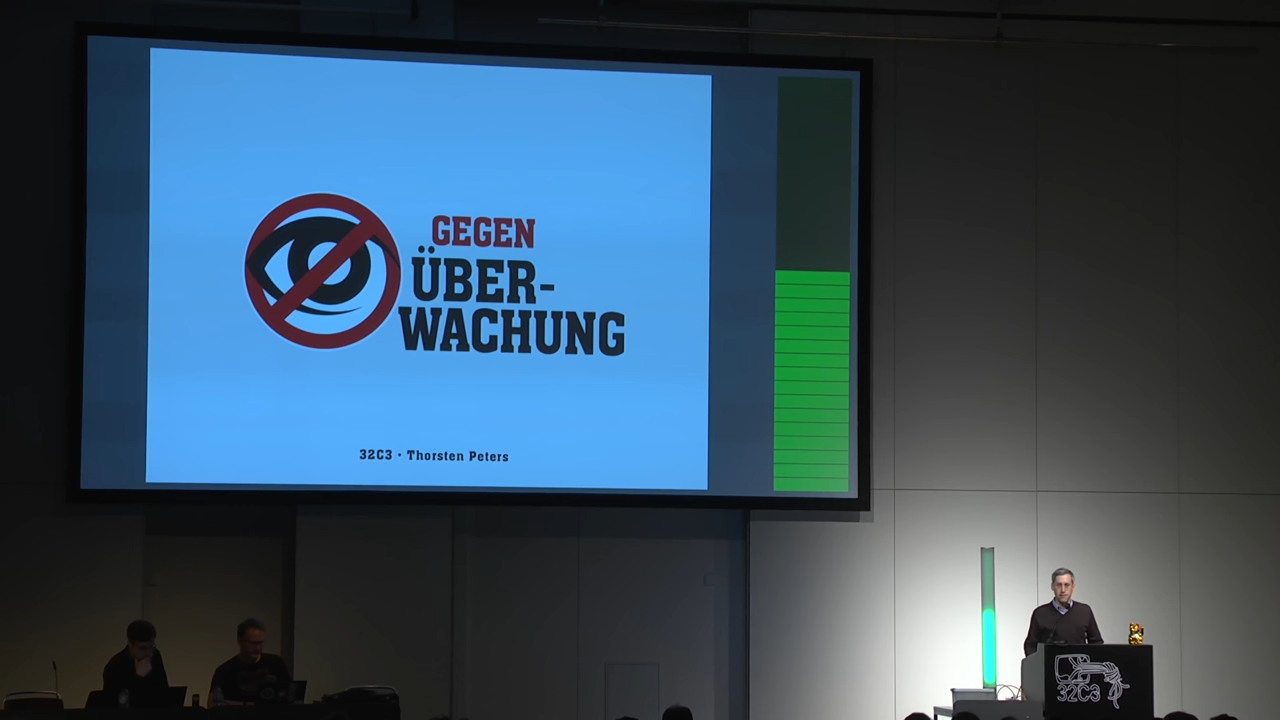 GEGEN
ÜBER-
WACHUNG
32C3 · Thorsten Peters
32C3